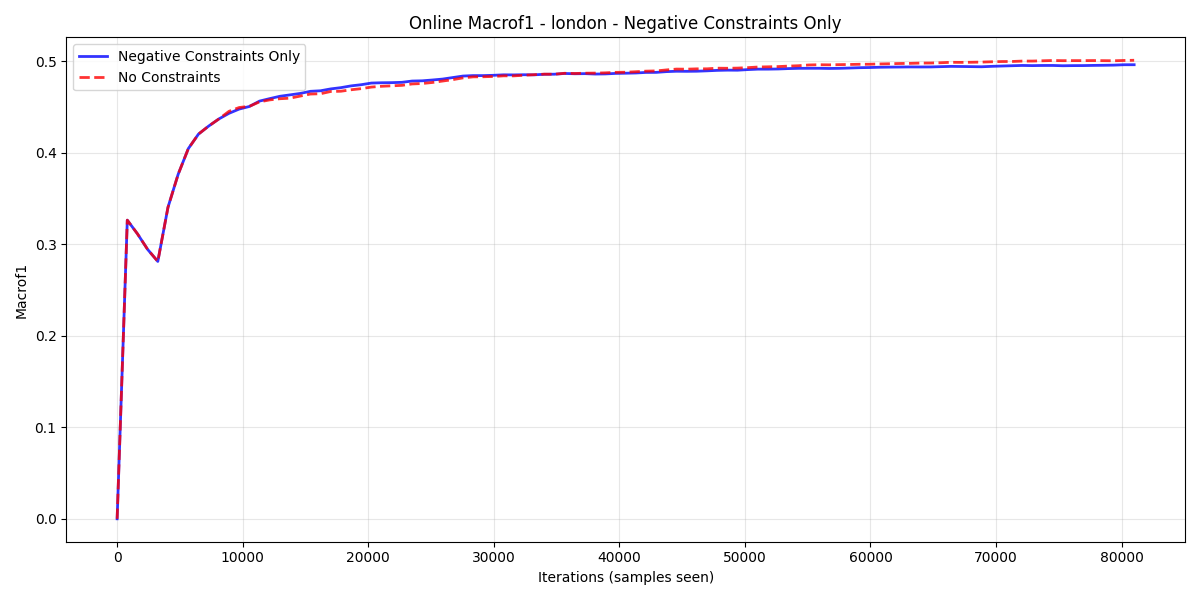 Online Macrof1 - london - Negative Constraints Only
Negative Constraints Only
No Constraints
Macrof1
0.5
0.4
0.3
0.2
0.1
0.0
0 10000 20000 30000 40000 50000 60000 70000 80000
Iterations (samples seen)